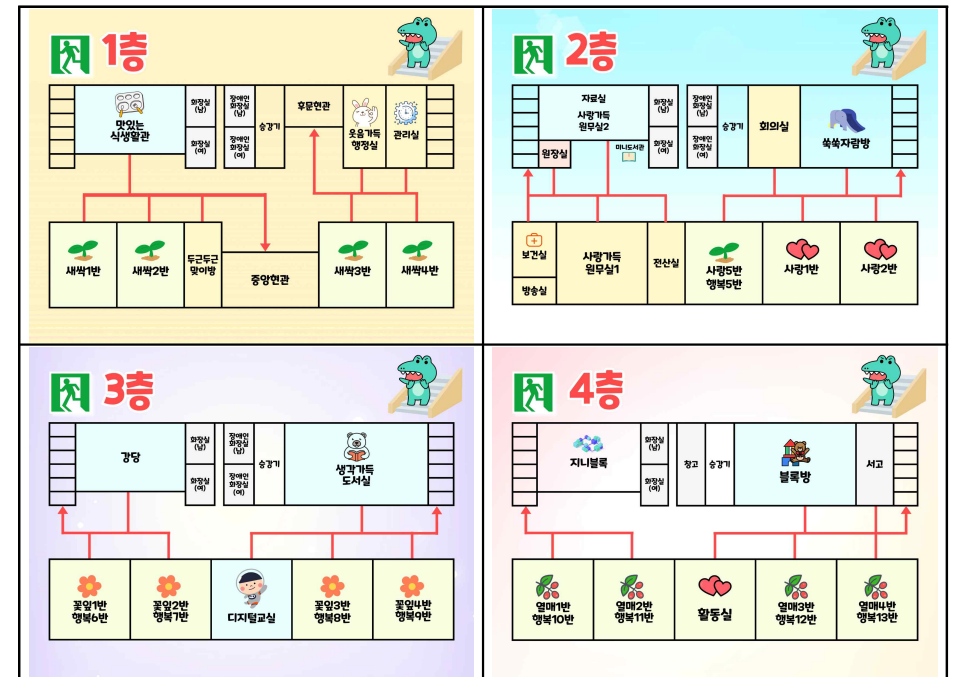 1층
맛있는
식생활관
화장실
(남)
화장실
(여)
장애인
화장실
(남)
장애인
화장실
(여)
승강기
후문현관
웃음가득
행정실
관리실
새싹1반
새싹2반
두근두근
맞이방
중앙현관
새싹3반
새싹4반
2층
자료실
사랑가득
원무실2
원장실
미니도서관
화장실
(남)
화장실
(여)
장애인
화장실
(남)
장애인
화장실
(여)
승강기
회의실
쑥쑥자람방
보건실
방송실
사랑가득
원무실1
전산실
사랑5반
행복5반
사랑1반
사랑2반
3층
강당
화장실
(남)
화장실
(여)
장애인
화장실
(남)
장애인
화장실
(여)
승강기
생각가득
도서실
꽃잎1반
행복6반
꽃잎2반
행복7반
디지털교실
꽃잎3반
행복8반
꽃잎4반
행복9반
4층
지니블록
화장실
(남)
화장실
(여)
창고
승강기
블록방
서고
열매1반
행복10반
열매2반
행복11반
활동실
열매3반
행복12반
열매4반
행복13반